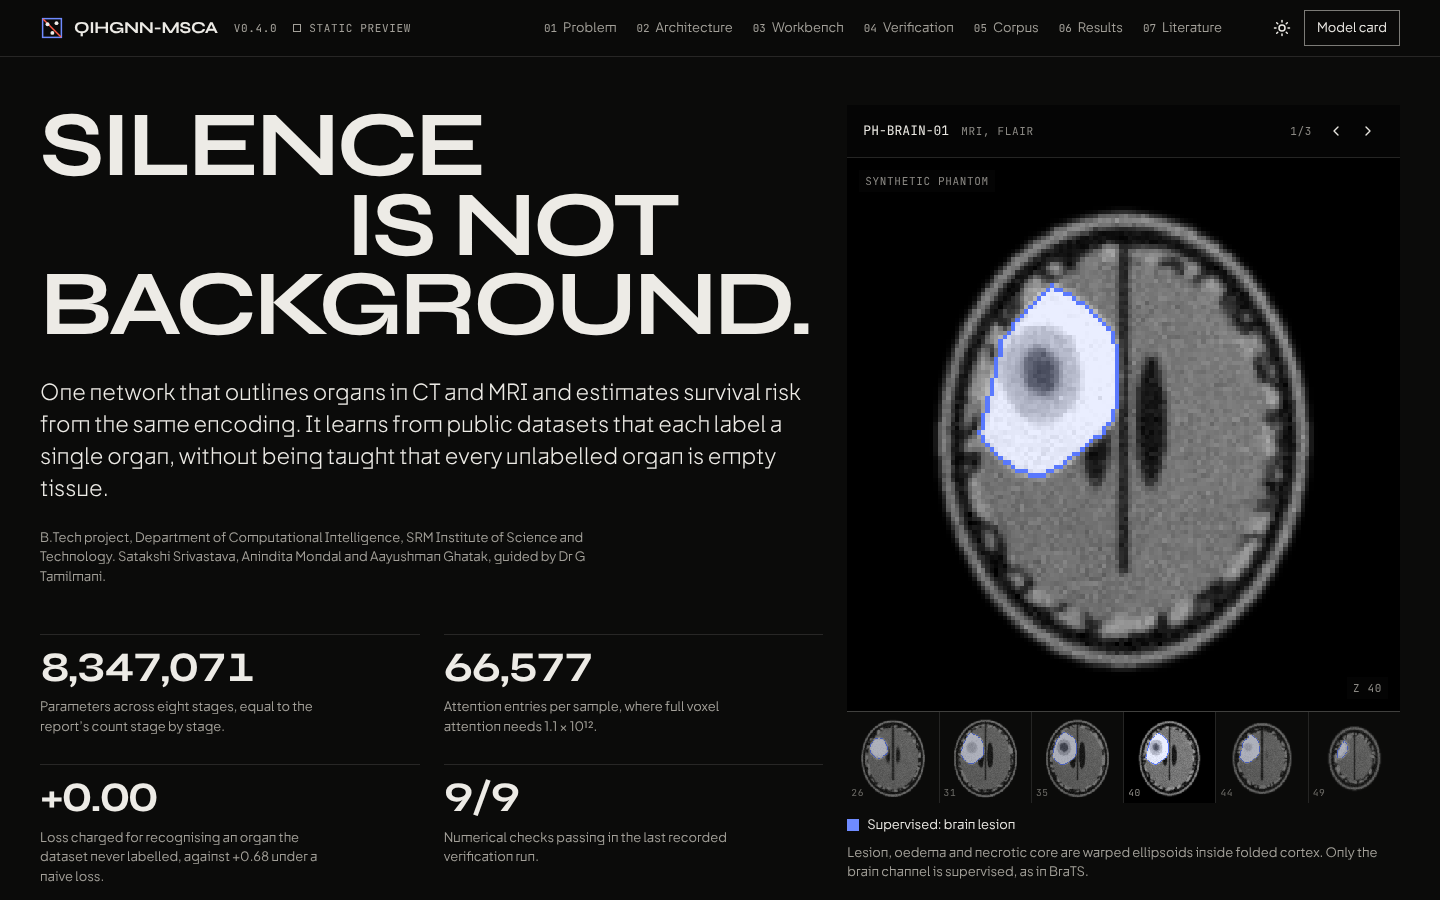 QIHGNN-MSCA V0.4.0 STATIC PREVIEW 01 Problem 02 Architecture 03 Workbench 04 Verification 05 Corpus 06 Results 07 Literature Model card
SILENCE
IS NOT
BACKGROUND.
One network that outlines organs in CT and MRI and estimates survival risk
from the same encoding. It learns from public datasets that each label a
single organ, without being taught that every unlabelled organ is empty
tissue.
B.Tech project, Department of Computational Intelligence, SRM Institute of Science and
Technology. Satakshi Srivastava, Anindita Mondal and Aayushman Ghatak, guided by Dr G
Tamilmani.
8,347,071
Parameters across eight stages, equal to the
report's count stage by stage.
66,577
Attention entries per sample, where full voxel
attention needs 1.1 × 10¹².
+0.00
Loss charged for recognising an organ the
dataset never labelled, against +0.68 under a
naive loss.
9/9
Numerical checks passing in the last recorded
verification run.
PH-BRAIN-01 MRI, FLAIR 1/3
SYNTHETIC PHANTOM
Z 40
26 31 35 40 44 49
Supervised: brain lesion
Lesion, oedema and necrotic core are warped ellipsoids inside folded cortex. Only the
brain channel is supervised, as in BraTS.